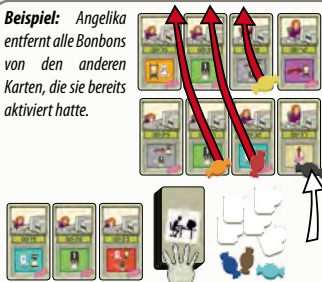 Beispiel: Angelika
entfernt alle Bonbons
von den anderen
Karten, die sie bereits
aktiviert hatte.